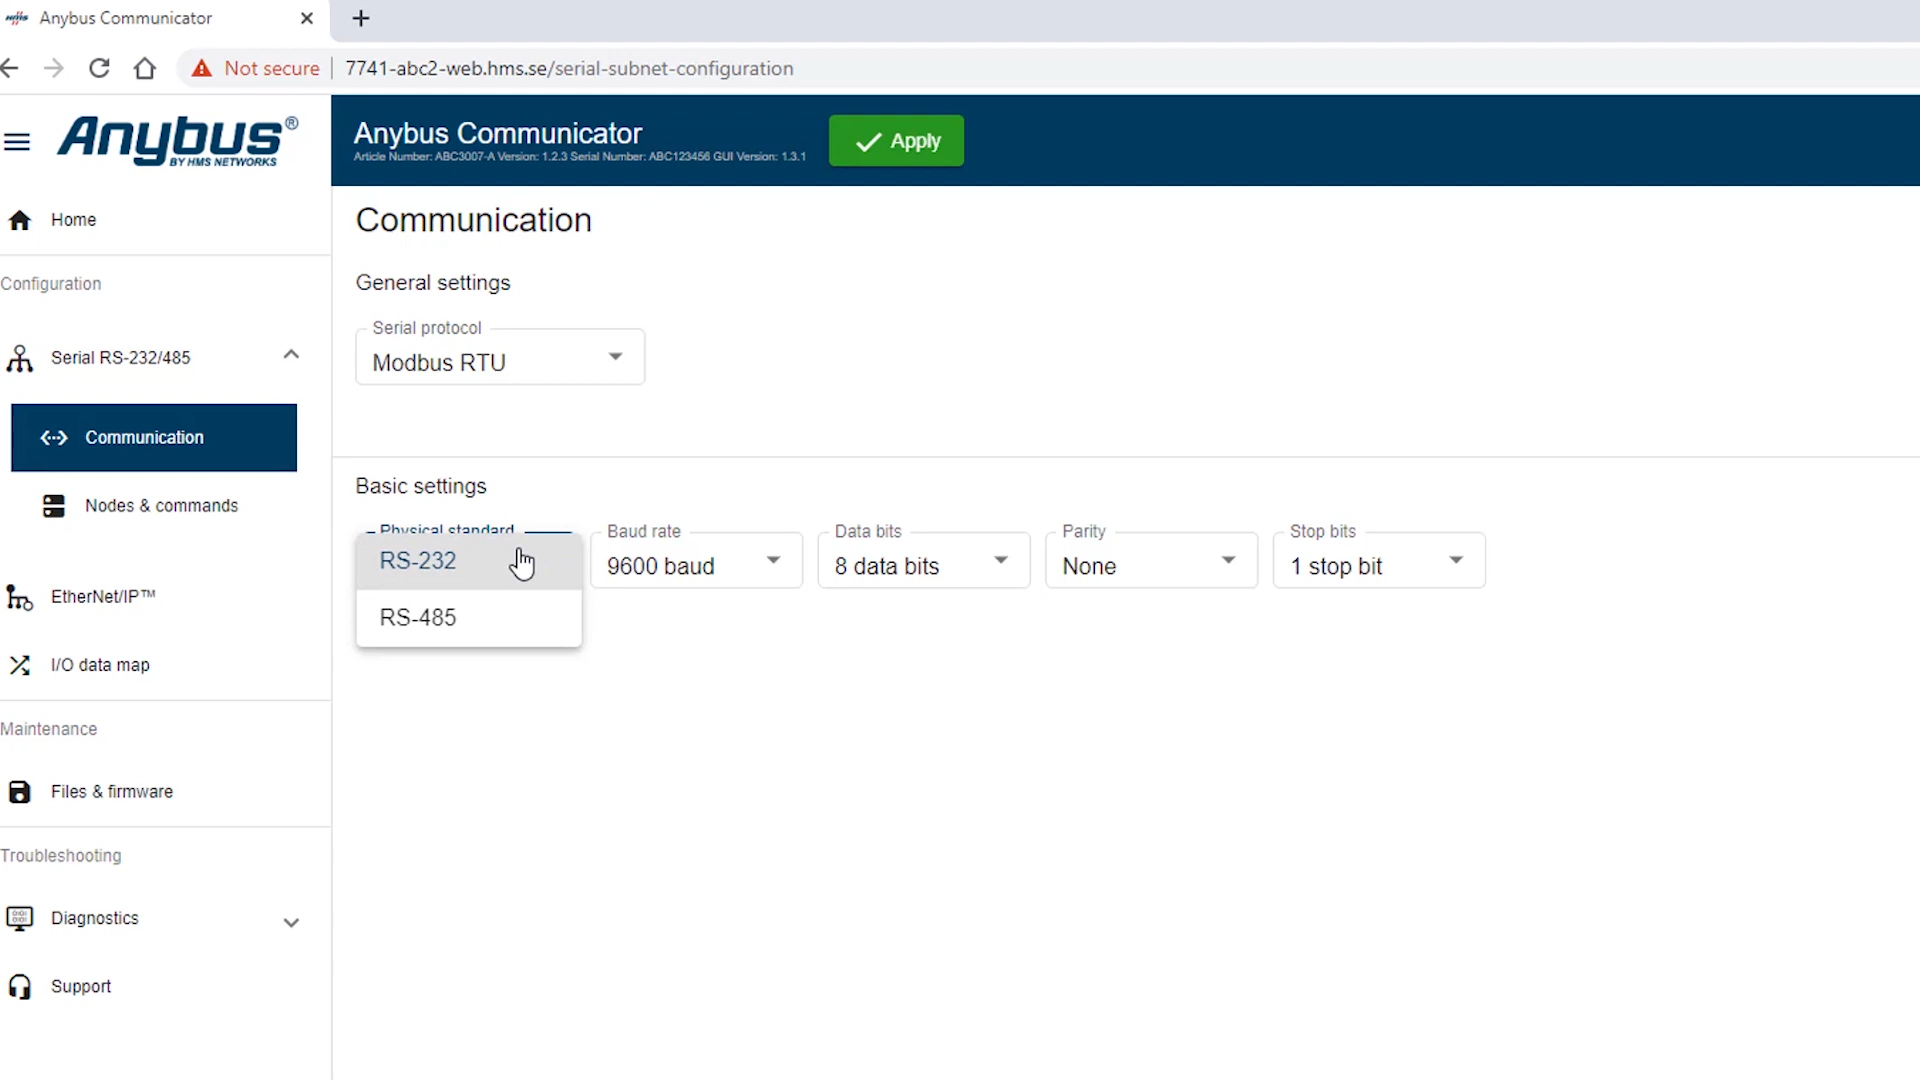 Anybus Communicator
Not secure
7741-abc2-web.hms.se/serial-subnet-configuration
Anybus®
BY HMS NETWORKS
Anybus Communicator
Article Number: ABC3007-A Version: 1.2.3 Serial Number: ABC123456 GUI Version: 1.3.1
Apply
Home
Configuration
Serial RS-232/485
Communication
Nodes & commands
EtherNet/IP™
I/O data map
Maintenance
Files & firmware
Troubleshooting
Diagnostics
Support
Communication
General settings
Serial protocol
Modbus RTU
Basic settings
Physical standard
RS-232
RS-485
Baud rate
9600 baud
Data bits
8 data bits
Parity
None
Stop bits
1 stop bit